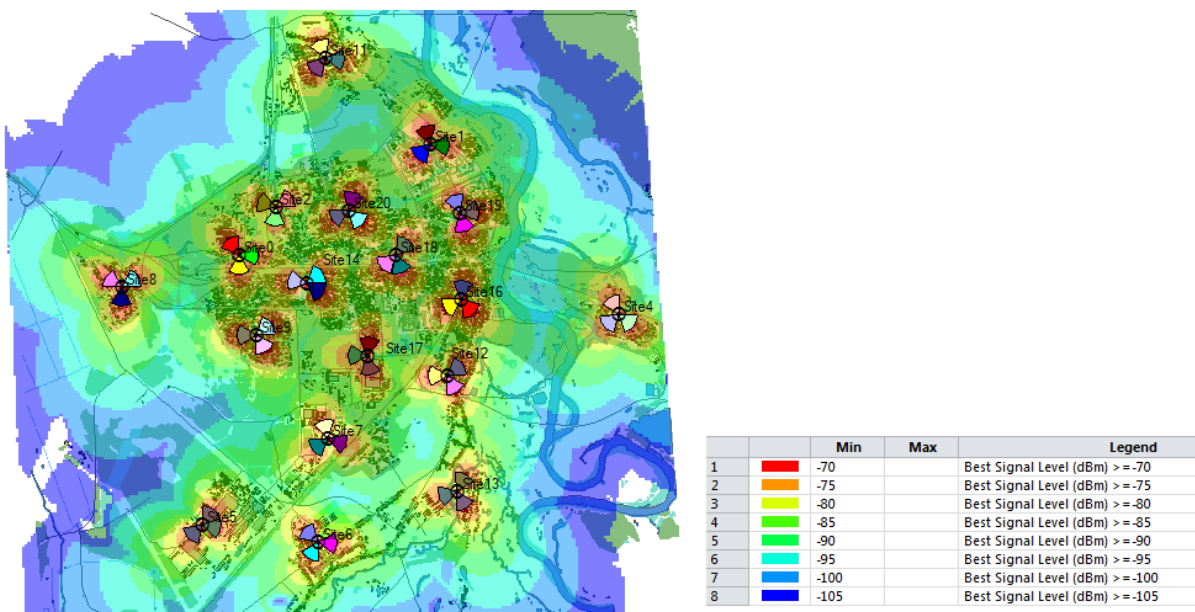 Site11
Site1
Site2
Site20
Site19
Site0
Site18
Site14
Site8
Site16
Site4
Site17
Site12
Site7
Site13
Site5
Site6
Min Max Legend
1 -70 Best Signal Level (dBm) >=-70
2 -75 Best Signal Level (dBm) >=-75
3 -80 Best Signal Level (dBm) >=-80
4 -85 Best Signal Level (dBm) >=-85
5 -90 Best Signal Level (dBm) >=-90
6 -95 Best Signal Level (dBm) >=-95
7 -100 Best Signal Level (dBm) >=-100
8 -105 Best Signal Level (dBm) >=-105